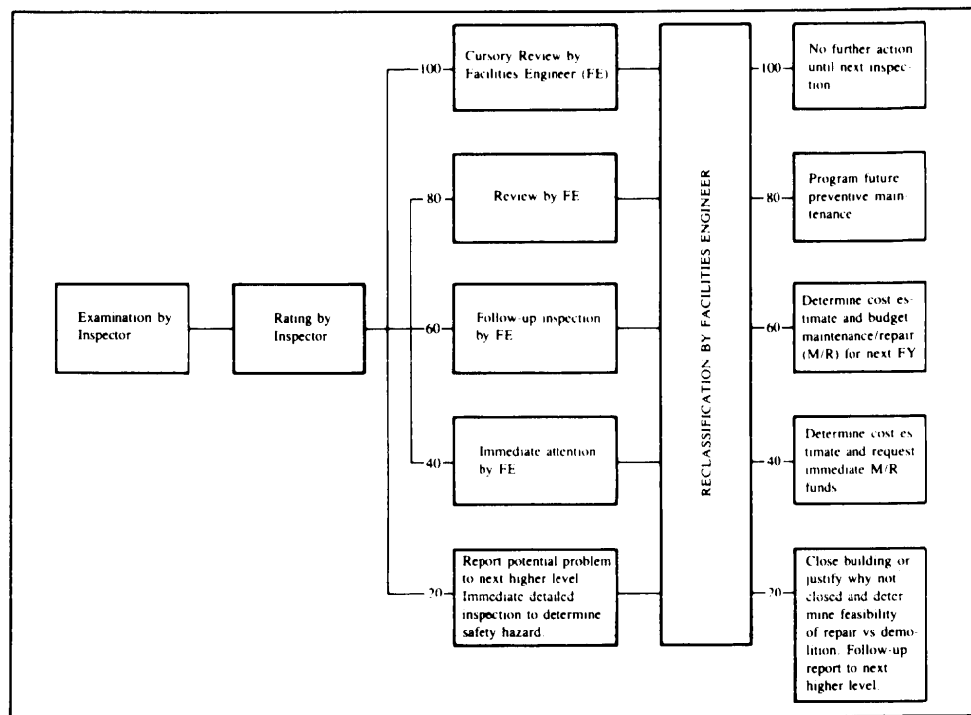 Examination by
Inspector
Rating by
Inspector
100
Cursory Review by
Facilities Engineer (FE)
80
Review by FE
60
Follow-up inspection
by FE
40
Immediate attention
by FE
20
Report potential problem
to next higher level
Immediate detailed
inspection to determine
safety hazard.
RECLASSIFICATION BY FACILITIES ENGINEER
100
No further action
until next inspec-
tion
80
Program future
preventive main-
tenance
60
Determine cost es-
timate and budget
maintenance/repair
(M/R) for next FY
40
Determine cost es-
timate and request
immediate M/R
funds
20
Close building or
justify why not
closed and deter
mine feasibility
of repair vs demo-
lition. Follow-up
report to next
higher level.